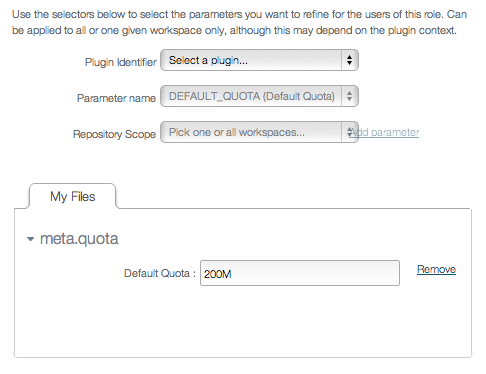 Use the selectors below to select the parameters you want to refine for the users of this role. Can
be applied to all or one given workspace only, although this may depend on the plugin context.
Plugin Identifier Select a plugin...
Parameter name DEFAULT_QUOTA (Default Quota)
Repository Scope Pick one or all workspaces... Add parameter
My Files
meta.quota
Default Quota : 200M Remove